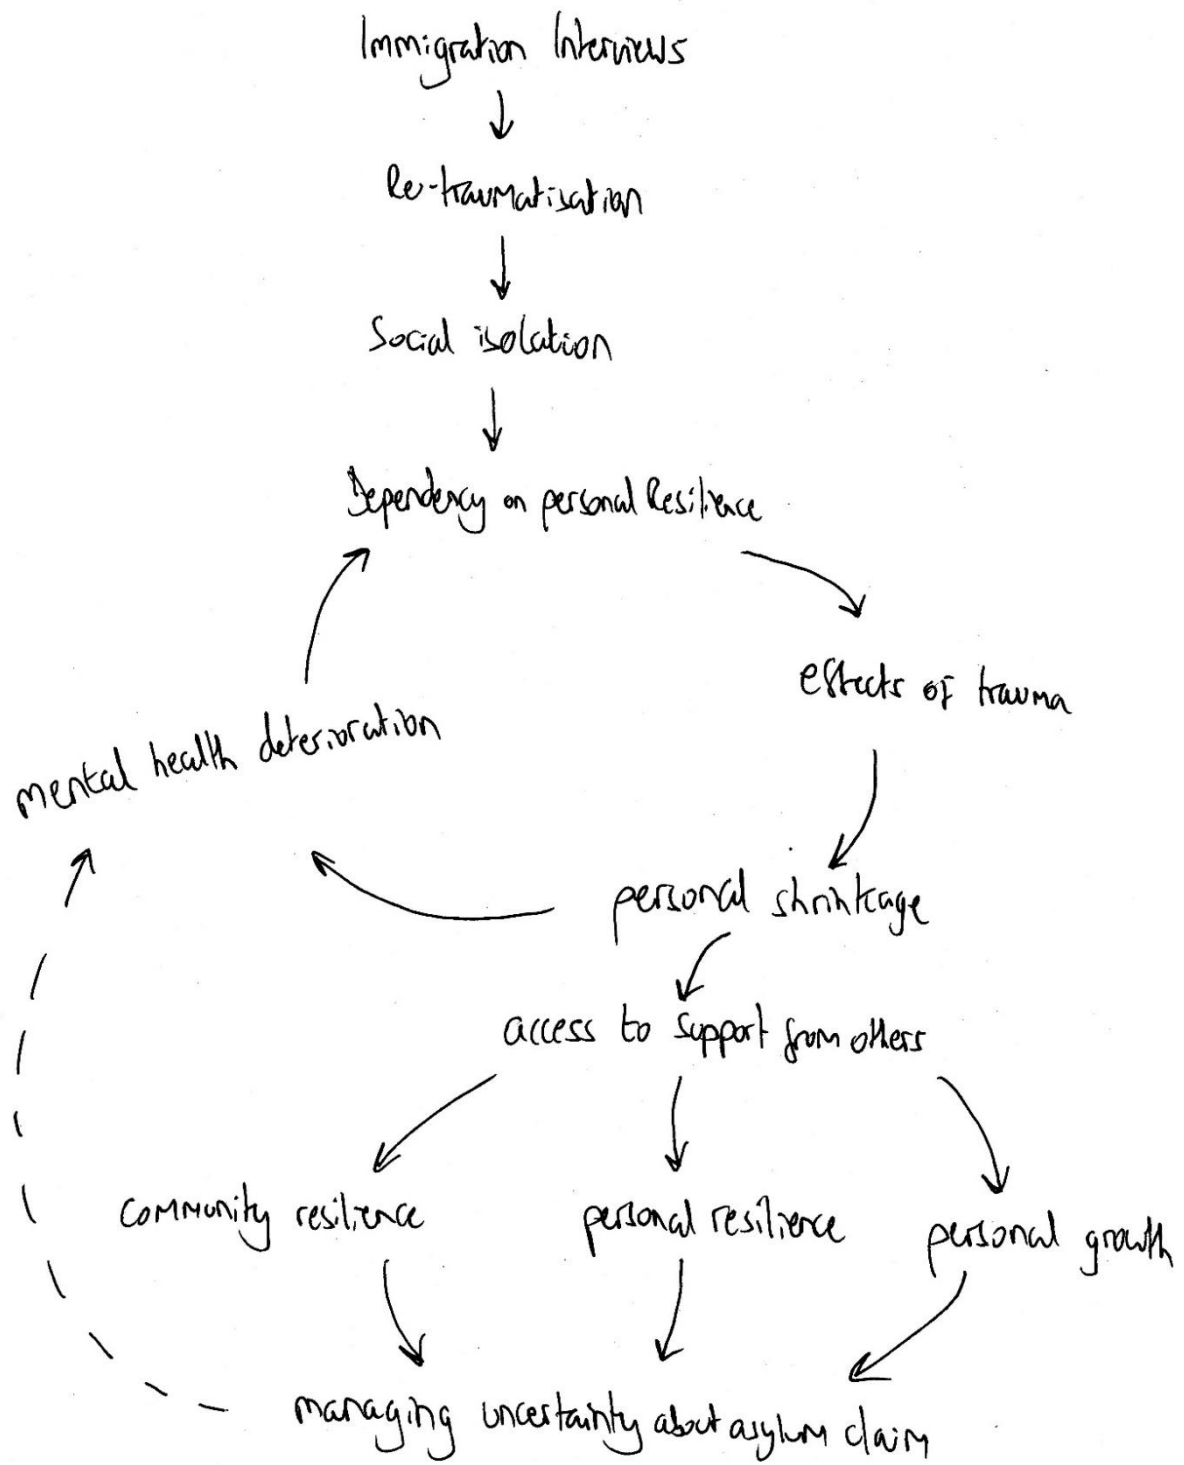 Immigration Interviews
Re-traumatisation
Social isolation
Dependency on personal Resilience
effects of trauma
mental health deterioration
personal shrinkage
access to support from others
community resilience
personal resilience
personal growth
managing uncertainty about asylum claim